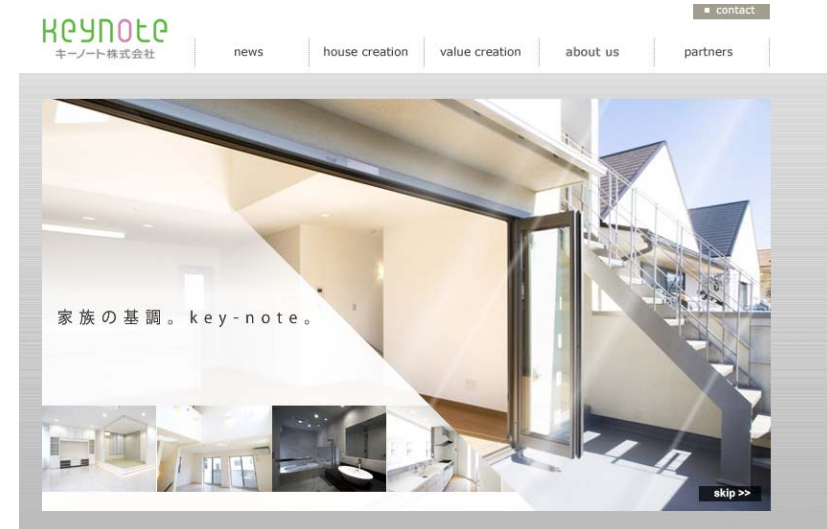 contact
keynote
キーノート株式会社
news house creation value creation about us partners
家族の基調。key-note。
skip >>